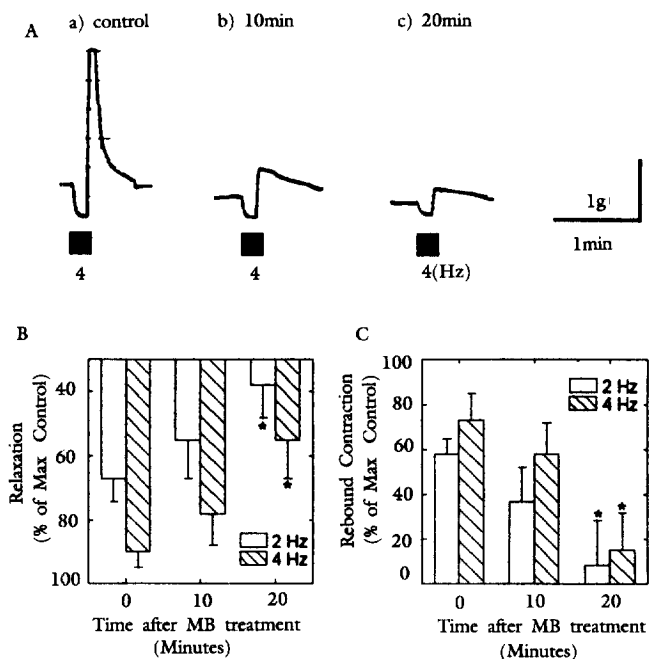 A
a) control
b) 10min
c) 20min
4
4
4(Hz)
1g
1min
B
Relaxation
(% of Max Control)
40
60
80
100
2 Hz
4 Hz
*
*
0
10
20
Time after MB treatment
(Minutes)
C
Rebound Contraction
(% of Max Control)
100
80
60
40
20
0
2 Hz
4 Hz
*
*
0
10
20
Time after MB treatment
(Minutes)